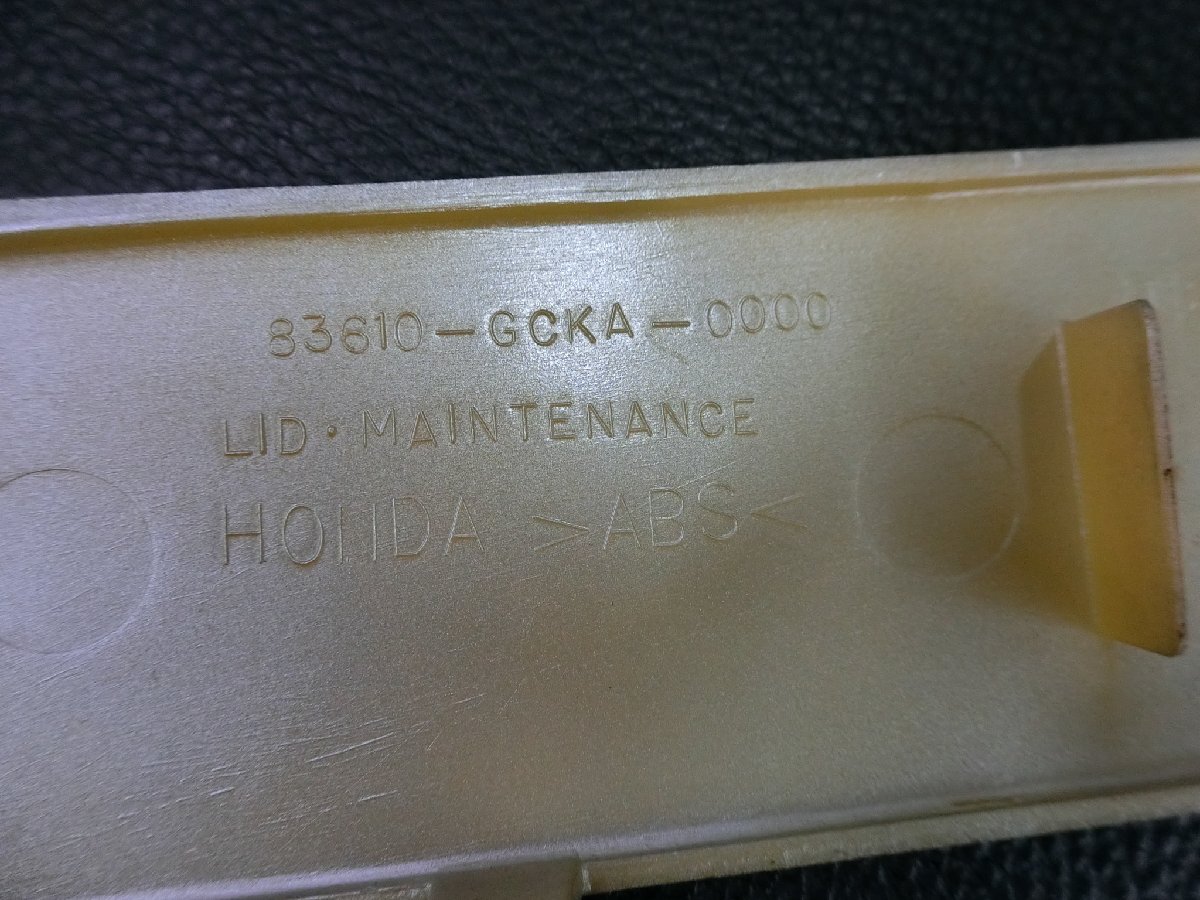 83610-GCKA-0000
LID・MAINTENANCE
HONDA >ABS<